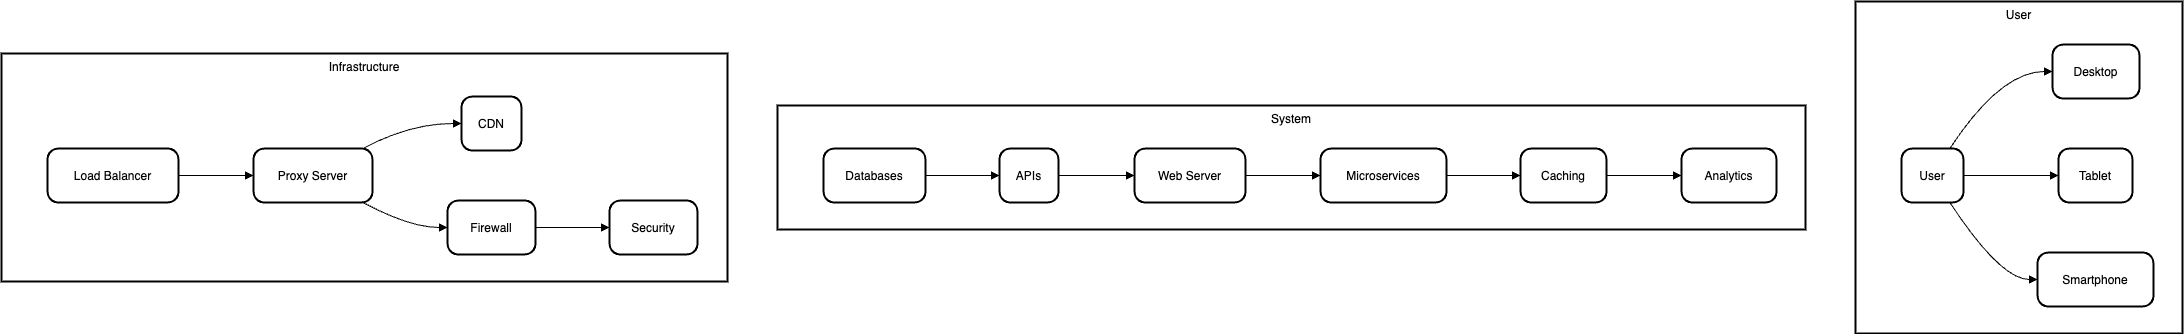 Infrastructure
Load Balancer
Proxy Server
CDN
Firewall
Security
System
Databases
APIs
Web Server
Microservices
Caching
Analytics
User
User
Desktop
Tablet
Smartphone